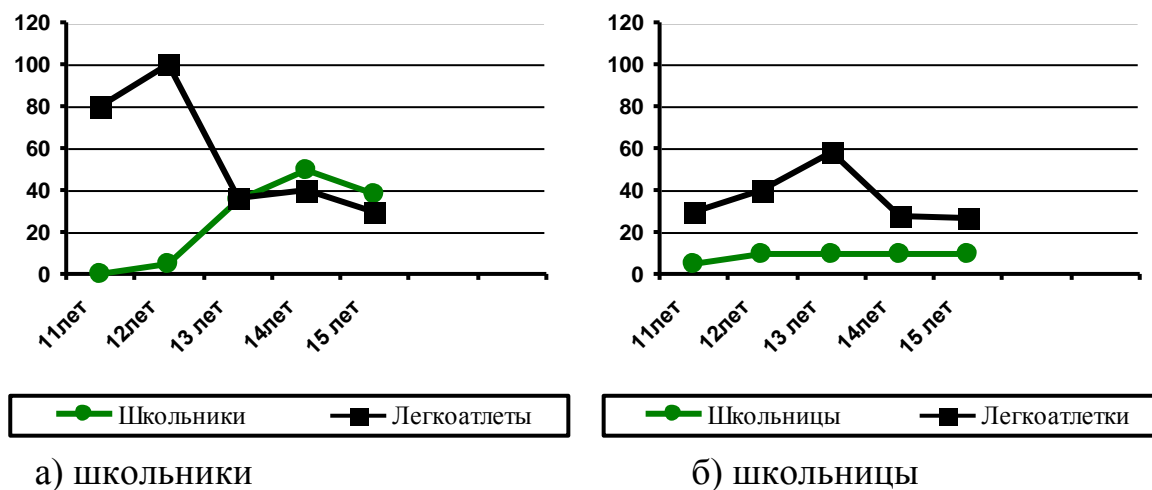 120
100
80
60
40
20
0
11лет
12лет
13 лет
14лет
15 лет
Школьники
Легкоатлеты
а) школьники
120
100
80
60
40
20
0
11лет
12лет
13 лет
14лет
15 лет
Школьницы
Легкоатлетки
б) школьницы